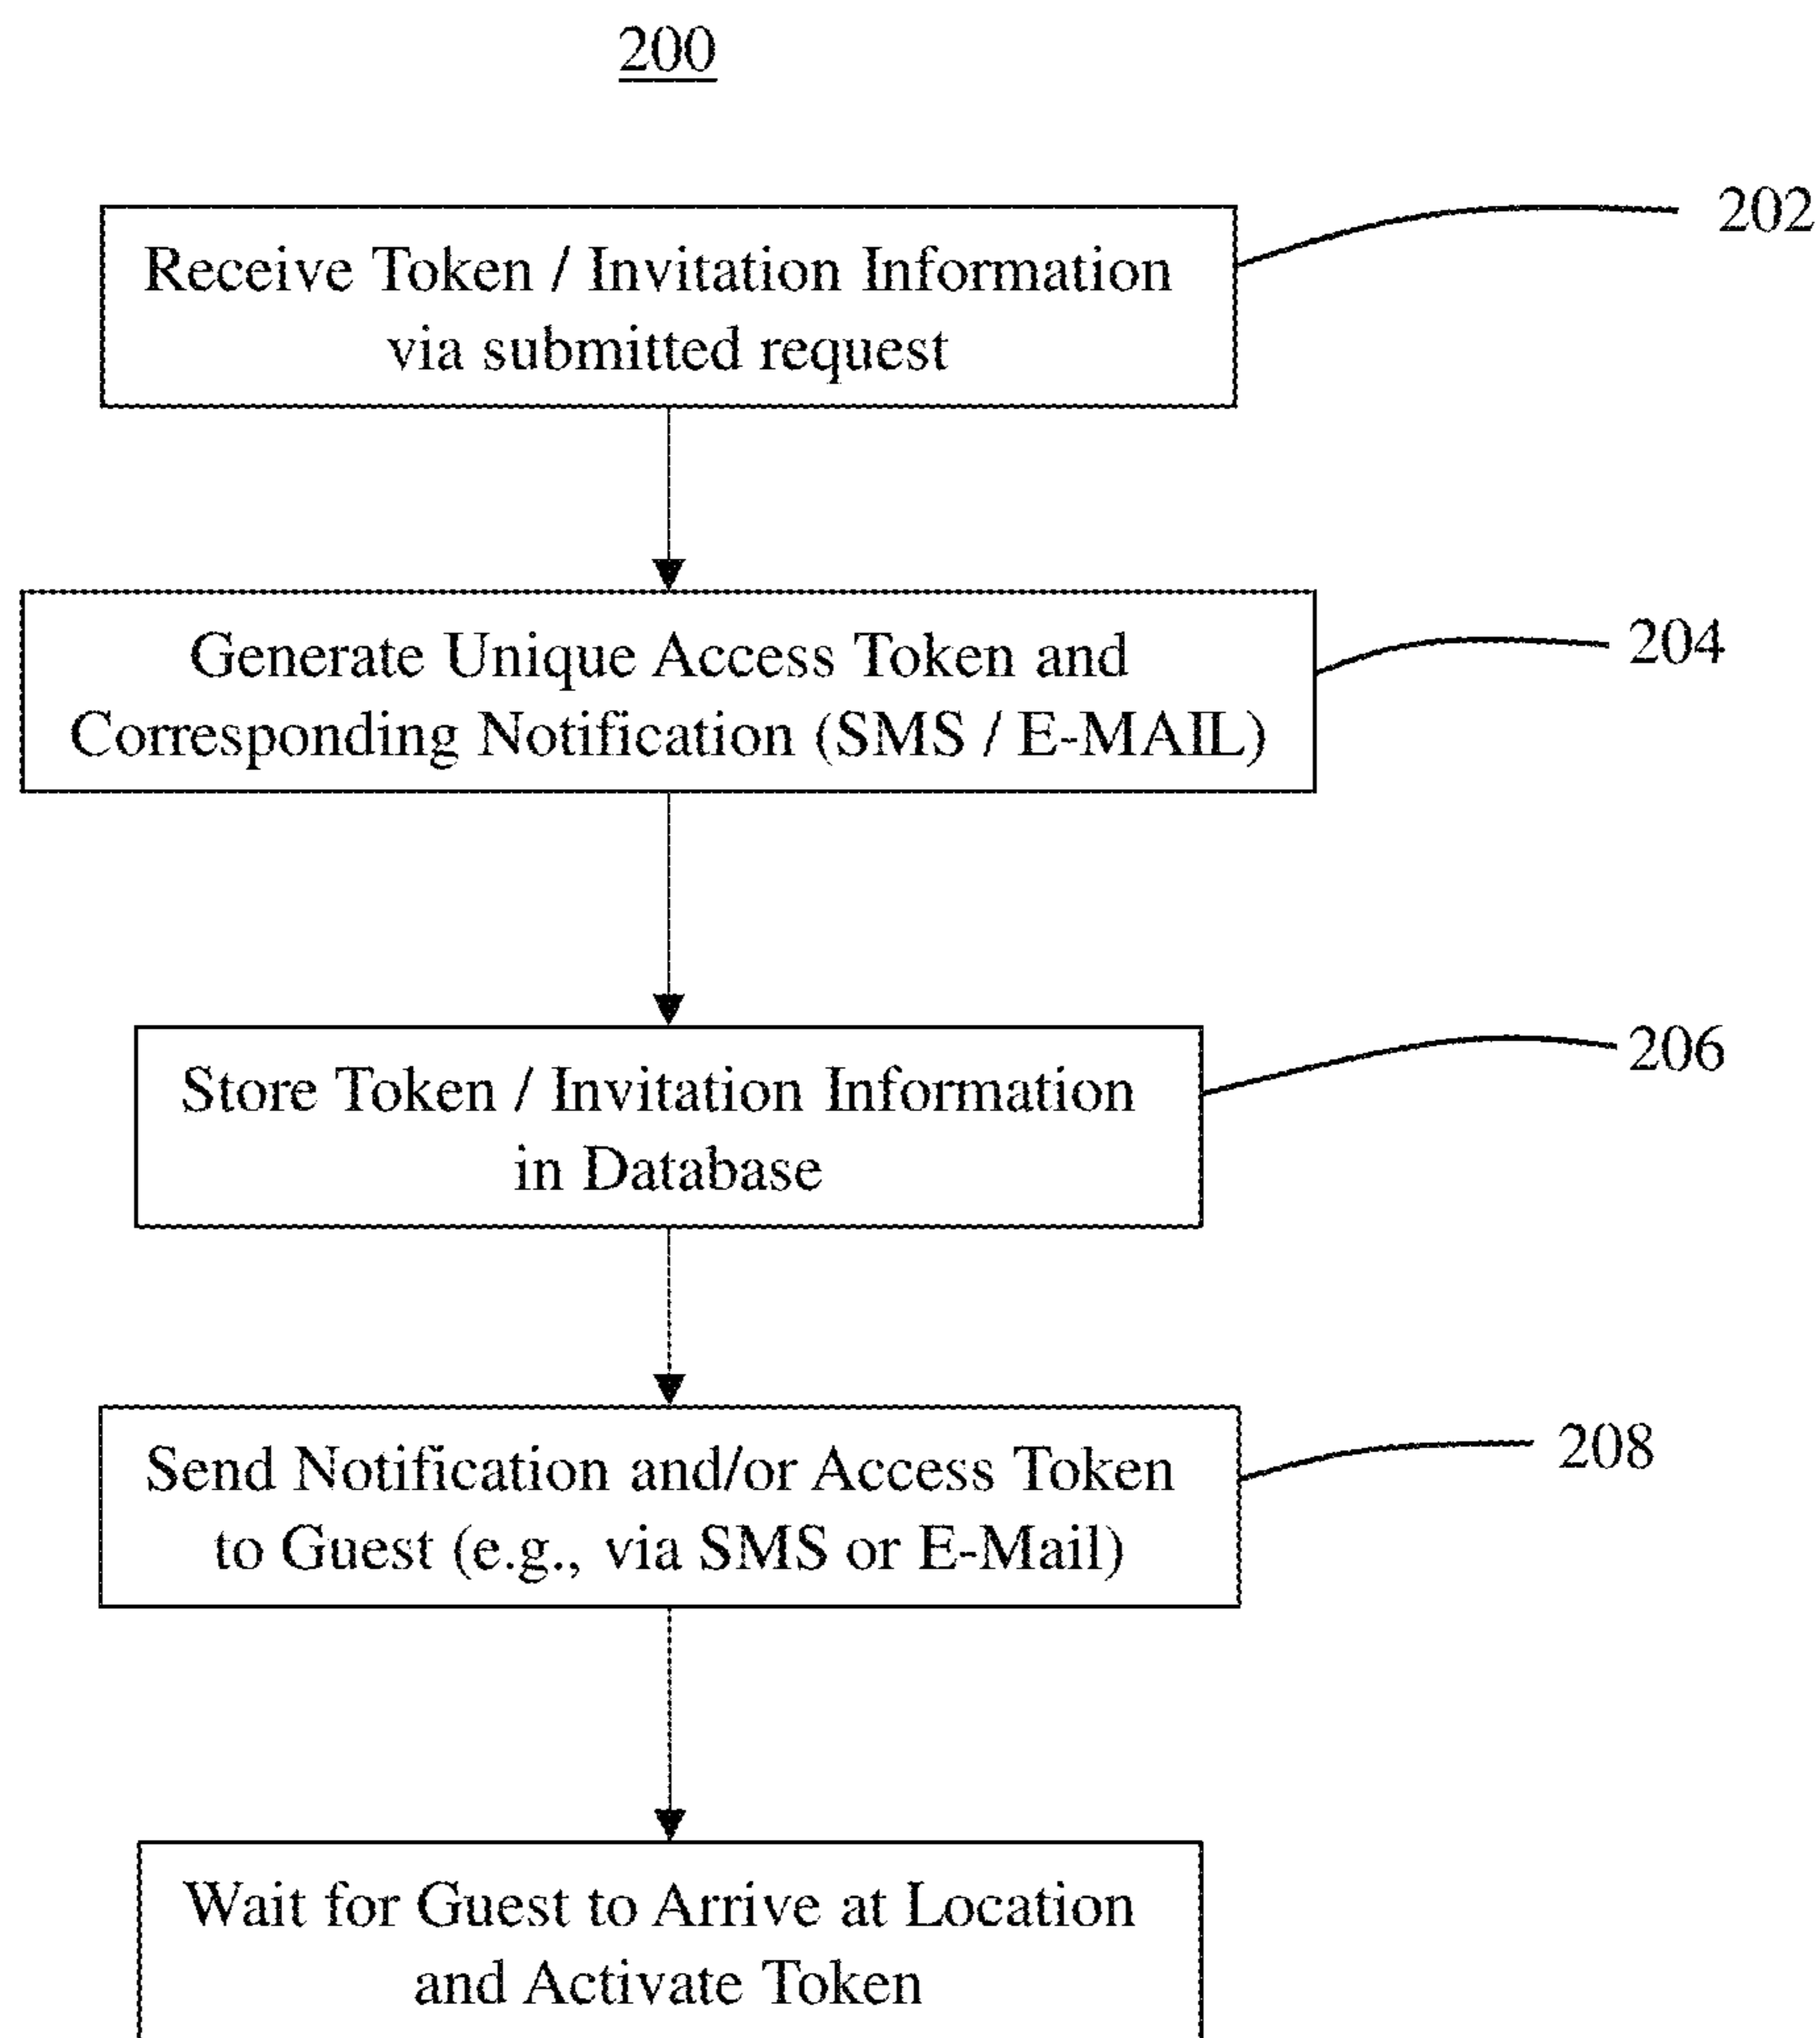 200
Receive Token / Invitation Information
via submitted request
202
Generate Unique Access Token and
Corresponding Notification (SMS / E-MAIL)
204
Store Token / Invitation Information
in Database
206
Send Notification and/or Access Token
to Guest (e.g., via SMS or E-Mail)
208
Wait for Guest to Arrive at Location
and Activate Token